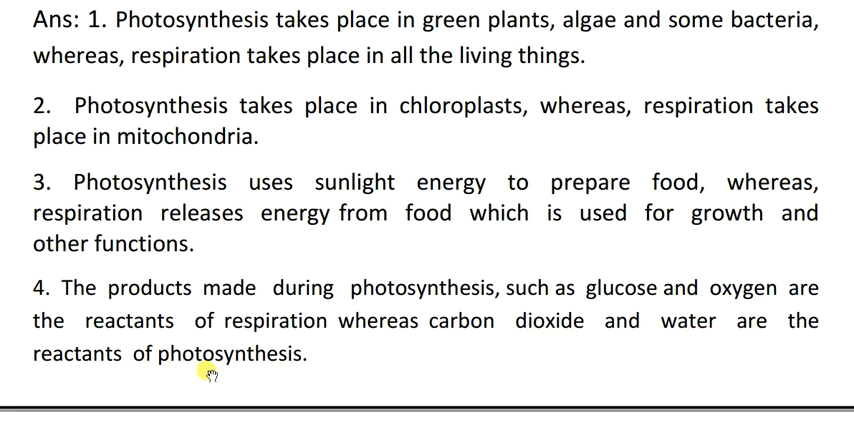 Ans: 1. Photosynthesis takes place in green plants, algae and some bacteria,
whereas, respiration takes place in all the living things.
2. Photosynthesis takes place in chloroplasts, whereas, respiration takes
place in mitochondria.
3. Photosynthesis uses sunlight energy to prepare food, whereas,
respiration releases energy from food which is used for growth and
other functions.
4. The products made during photosynthesis, such as glucose and oxygen are
the reactants of respiration whereas carbon dioxide and water are the
reactants of photosynthesis.